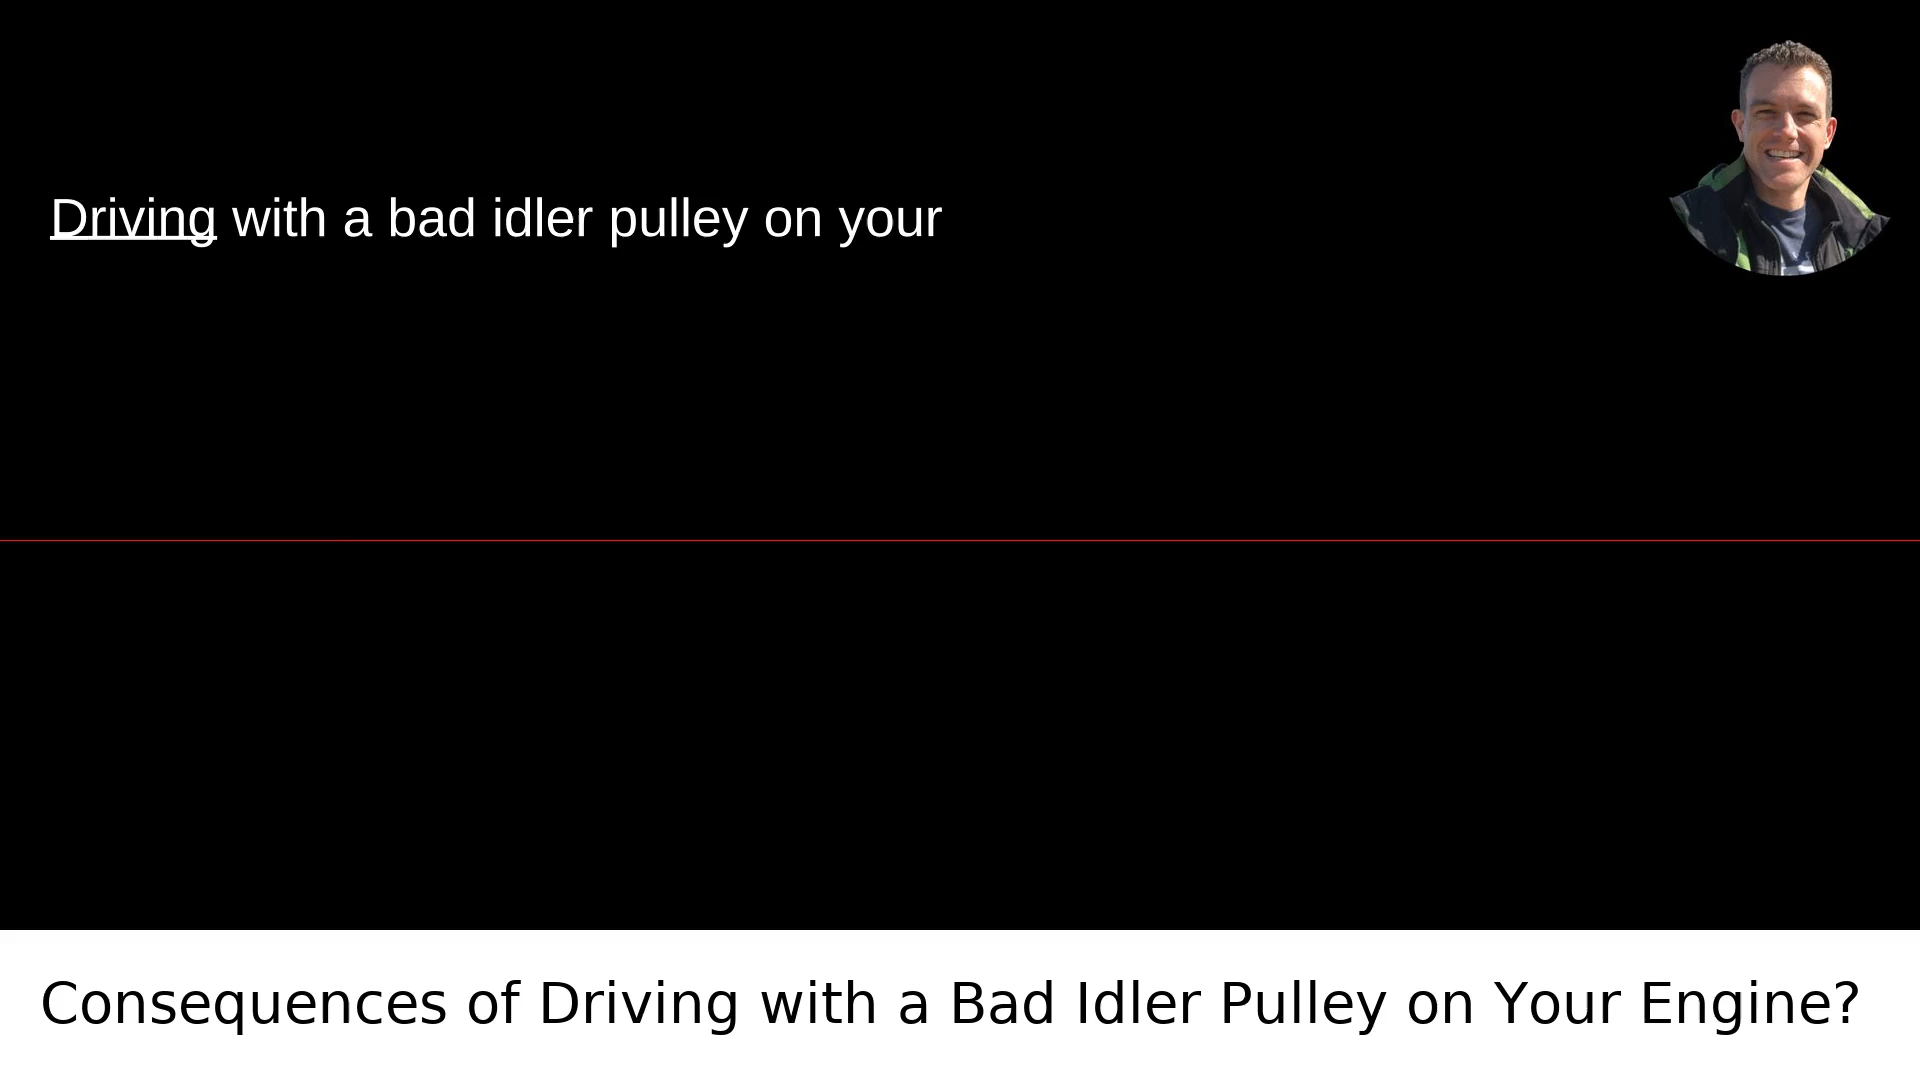 Driving with a bad idler pulley on your
Consequences of Driving with a Bad Idler Pulley on Your Engine?